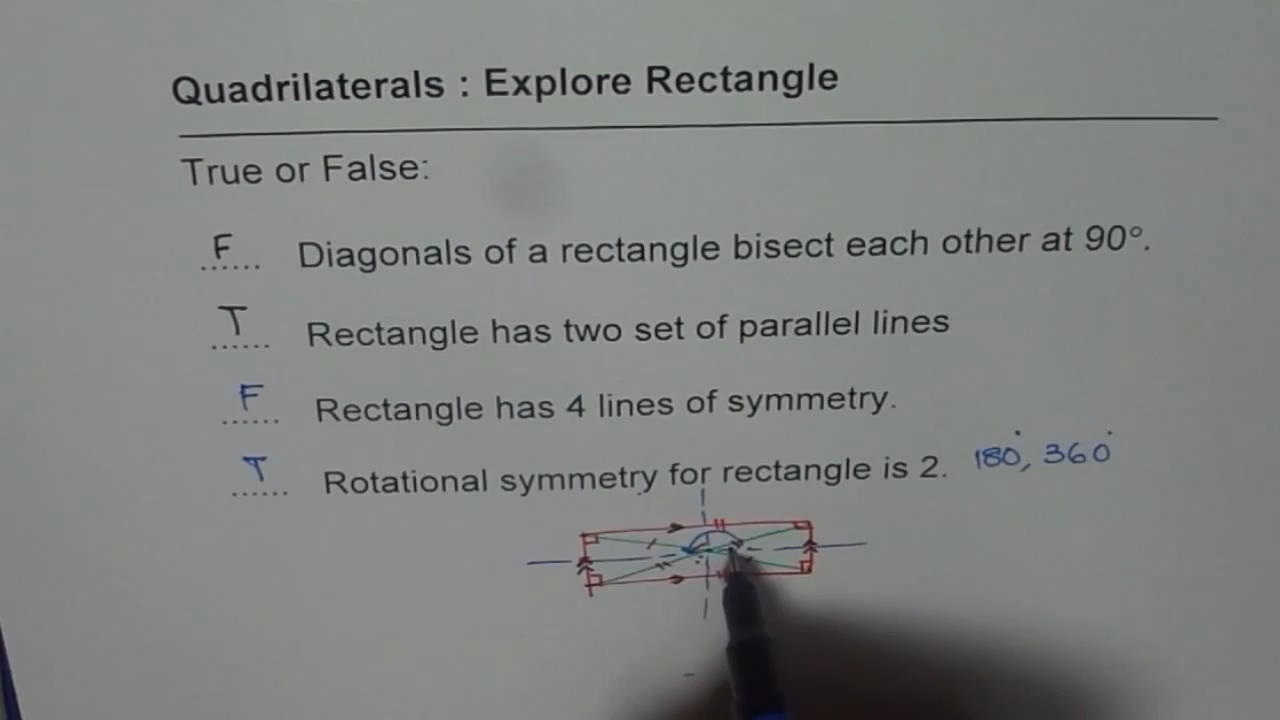 Quadrilaterals : Explore Rectangle
True or False:
F Diagonals of a rectangle bisect each other at 90°.
T Rectangle has two set of parallel lines
F Rectangle has 4 lines of symmetry.
T Rotational symmetry for rectangle is 2. 180°, 360°